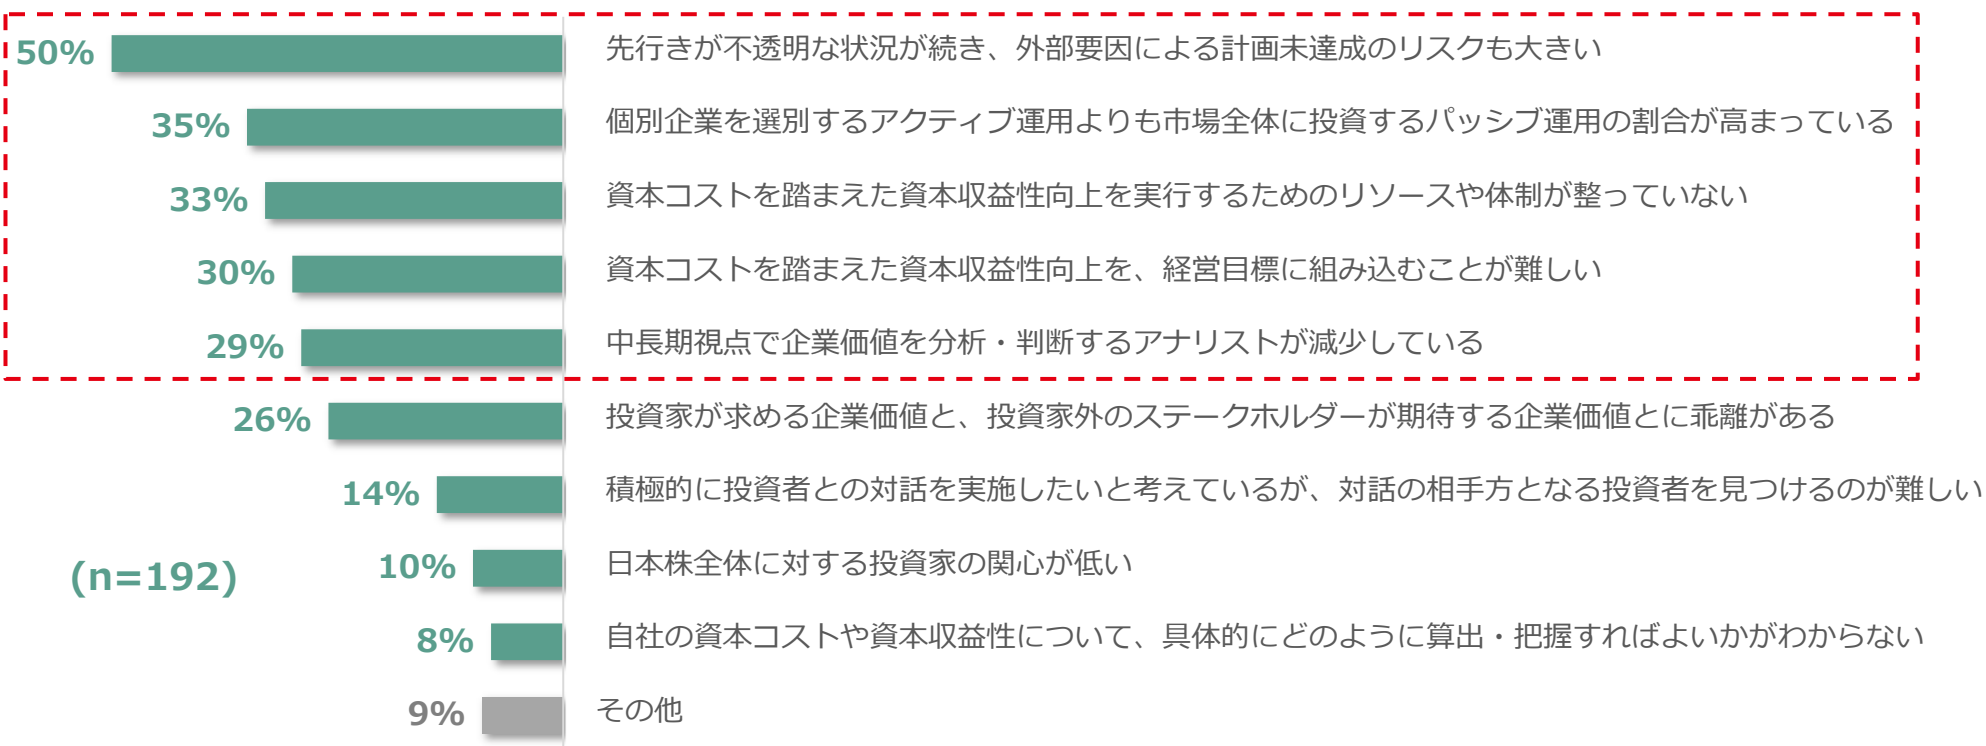 50% 先行きが不透明な状況が続き、外部要因による計画未達成のリスクも大きい
35% 個別企業を選別するアクティブ運用よりも市場全体に投資するパッシブ運用の割合が高まっている
33% 資本コストを踏まえた資本収益性向上を実行するためのリソースや体制が整っていない
30% 資本コストを踏まえた資本収益性向上を、経営目標に組み込むことが難しい
29% 中長期視点で企業価値を分析・判断するアナリストが減少している
26% 投資家が求める企業価値と、投資家外のステークホルダーが期待する企業価値とに乖離がある
14% 積極的に投資者との対話を実施したいと考えているが、対話の相手方となる投資者を見つけるのが難しい
10% 日本株全体に対する投資家の関心が低い
(n=192)
8% 自社の資本コストや資本収益性について、具体的にどのように算出・把握すればよいかがわからない
9% その他